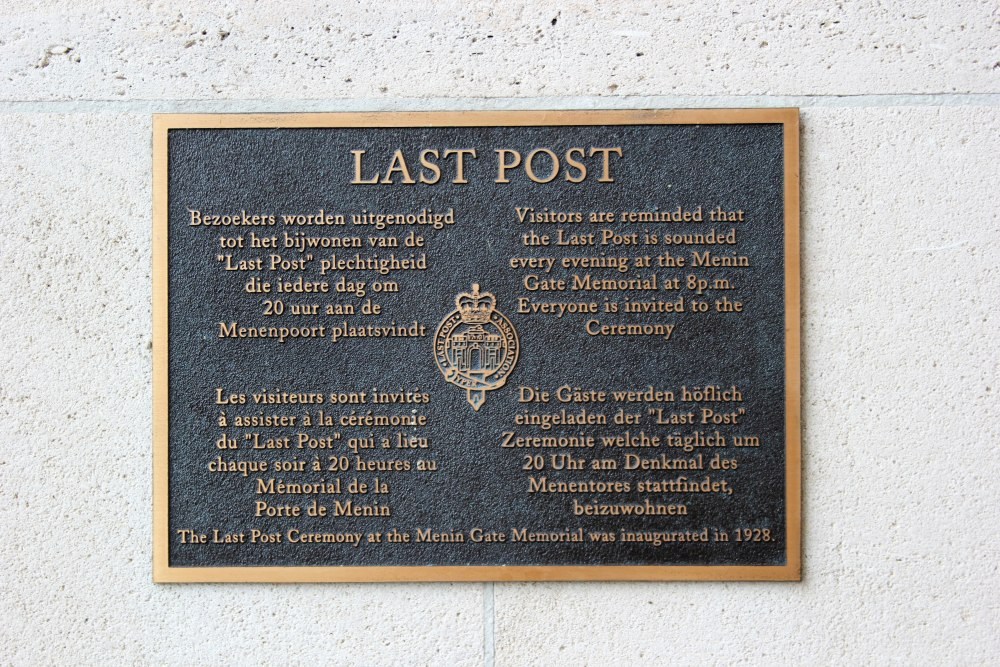 LAST POST
Bezoekers worden uitgenodigd
tot het bijwonen van de
"Last Post" plechtigheid
die iedere dag om
20 uur aan de
Menenpoort plaatsvindt
Visitors are reminded that
the Last Post is sounded
every evening at the Menin
Gate Memorial at 8p.m.
Everyone is invited to the
Ceremony
LAST POST ASSOCIATION
Les visiteurs sont invités
à assister à la cérémonie
du "Last Post" qui a lieu
chaque soir à 20 heures au
Mémorial de la
Porte de Menin
Die Gäste werden höflich
eingeladen der "Last Post"
Zeremonie welche täglich um
20 Uhr am Denkmal des
Menentores stattfindet,
beizuwohnen
The Last Post Ceremony at the Menin Gate Memorial was inaugurated in 1928.